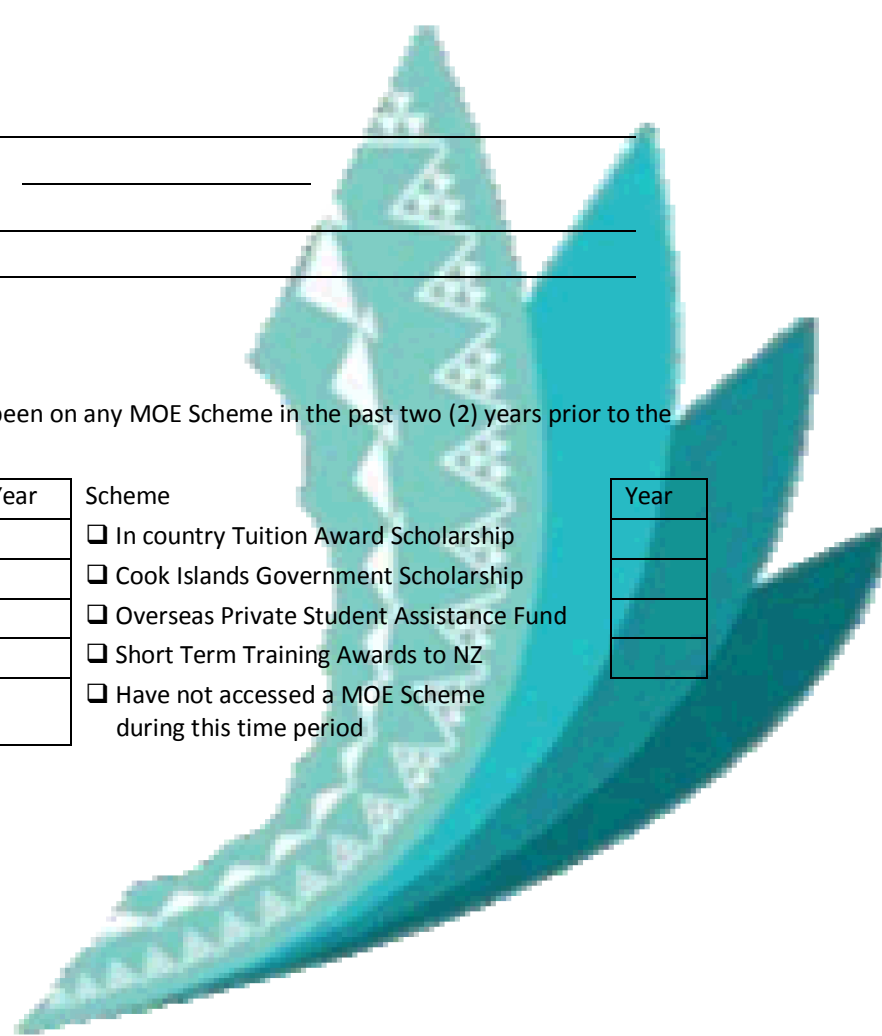 been on any MOE Scheme in the past two (2) years prior to the
Year Scheme Year
❑ In country Tuition Award Scholarship
❑ Cook Islands Government Scholarship
❑ Overseas Private Student Assistance Fund
❑ Short Term Training Awards to NZ
❑ Have not accessed a MOE Scheme
during this time period